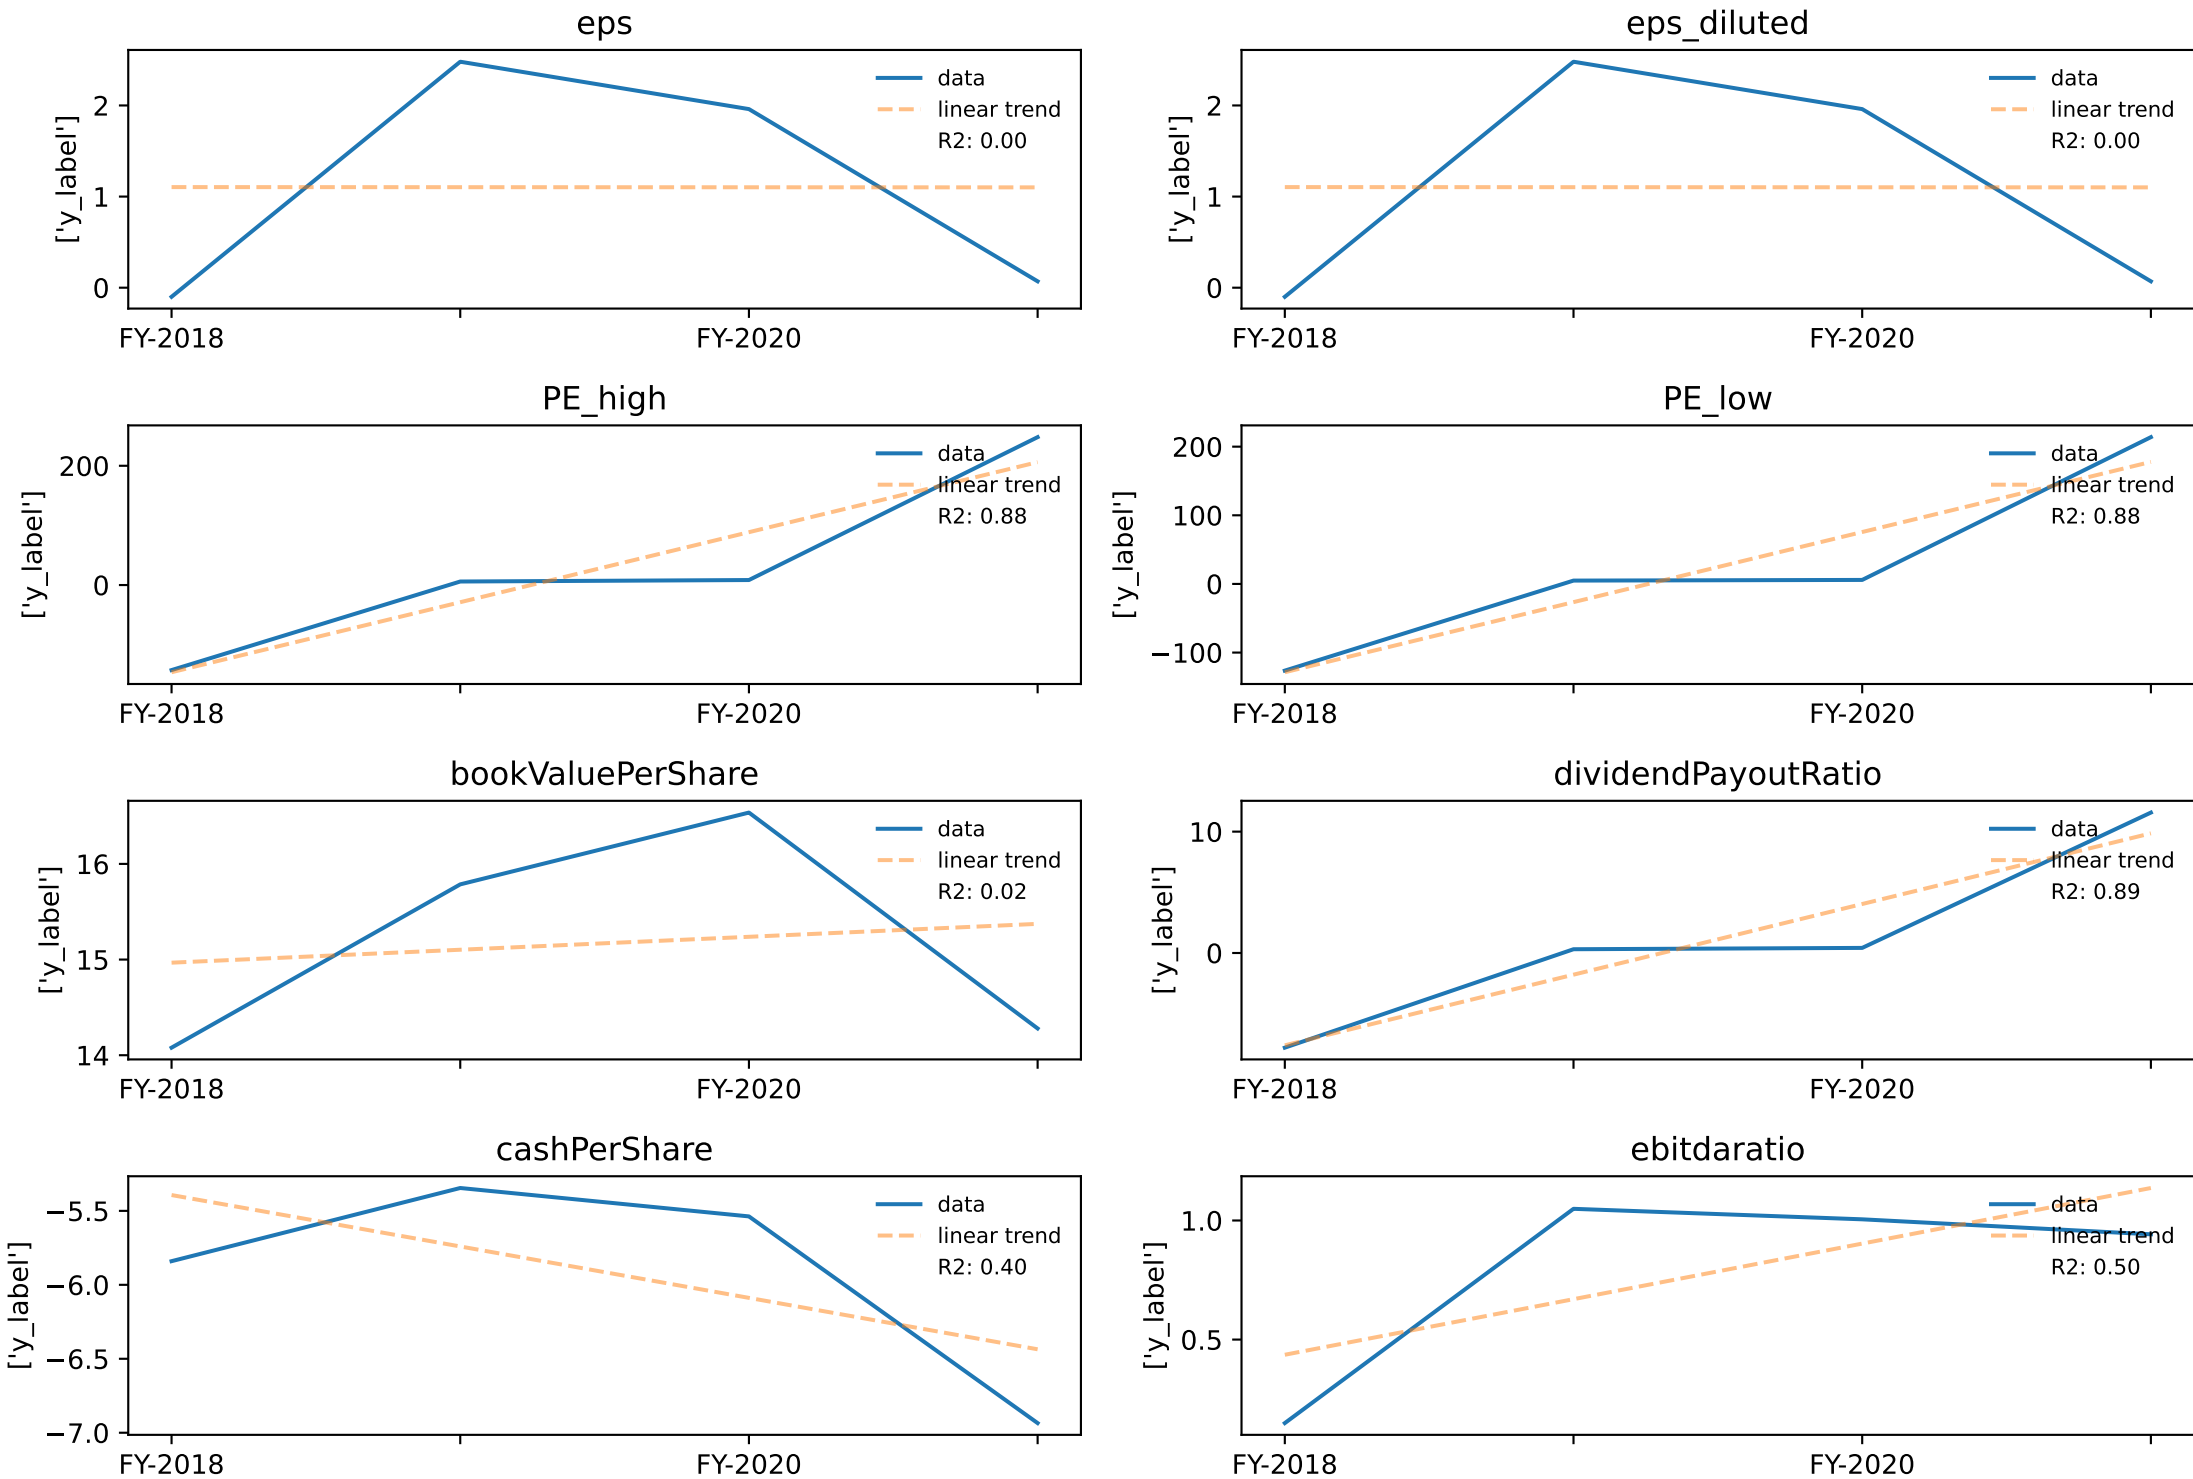 eps
['y_label']
2
1
0
data
linear trend
R2: 0.00
FY-2018
FY-2020
eps_diluted
['y_label']
2
1
0
data
linear trend
R2: 0.00
FY-2018
FY-2020
PE_high
['y_label']
200
0
data
linear trend
R2: 0.88
FY-2018
FY-2020
PE_low
['y_label']
200
100
0
−100
data
linear trend
R2: 0.88
FY-2018
FY-2020
bookValuePerShare
['y_label']
16
15
14
data
linear trend
R2: 0.02
FY-2018
FY-2020
dividendPayoutRatio
['y_label']
10
0
data
linear trend
R2: 0.89
FY-2018
FY-2020
cashPerShare
['y_label']
−5.5
−6.0
−6.5
−7.0
data
linear trend
R2: 0.40
FY-2018
FY-2020
ebitdaratio
['y_label']
1.0
0.5
data
linear trend
R2: 0.50
FY-2018
FY-2020